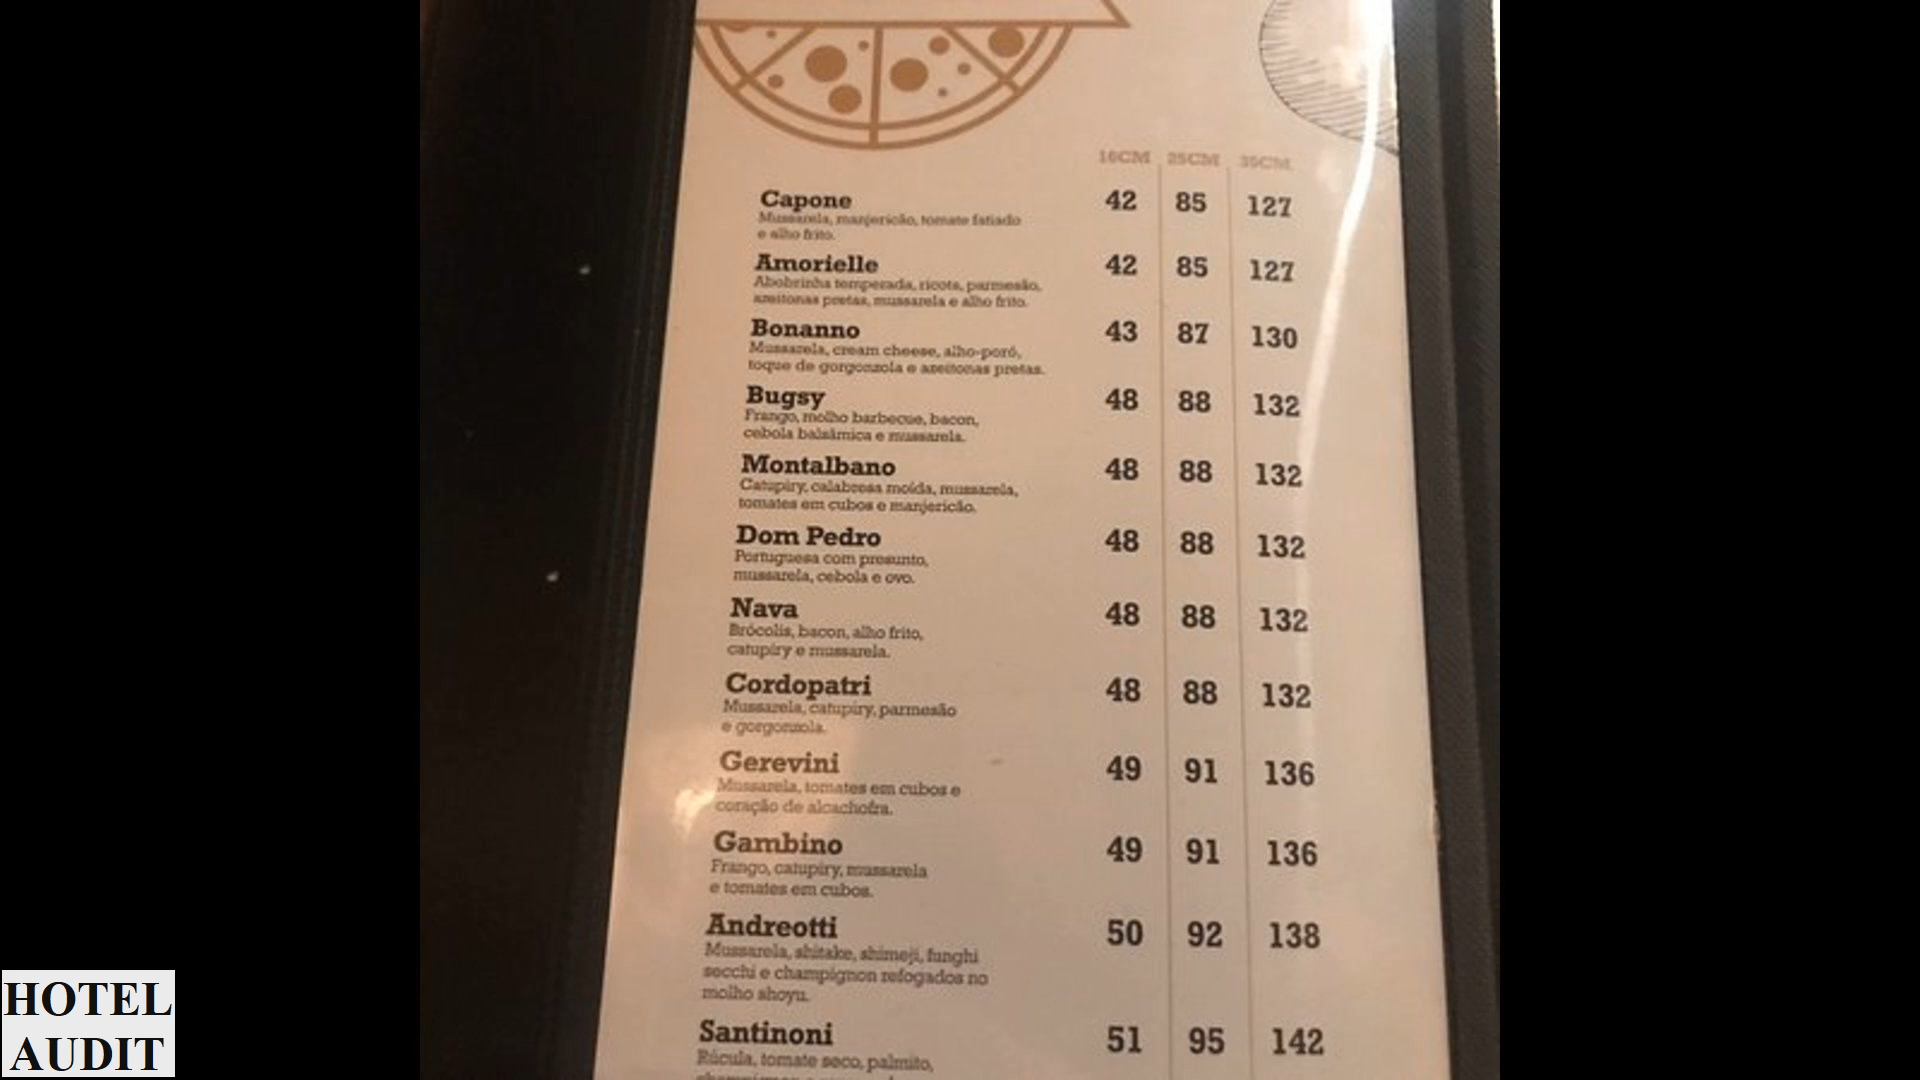 16CM 25CM 35CM
Capone 42 85 127
Mussarela, manjericão, tomate fatiado
e alho frito.
Amorielle 42 85 127
Abobrinha temperada, ricota, parmesão,
azeitonas pretas, mussarela e alho frito.
Bonanno 43 87 130
Mussarela, cream cheese, alho-poró,
toque de gorgonzola e azeitonas pretas.
Bugsy 48 88 132
Frango, molho barbecue, bacon,
cebola balsâmica e mussarela.
Montalbano 48 88 132
Catupiry, calabresa moída, mussarela,
tomates em cubos e manjericão.
Dom Pedro 48 88 132
Portuguesa com presunto,
mussarela, cebola e ovo.
Nava 48 88 132
Brócolis, bacon, alho frito,
catupiry e mussarela.
Cordopatri 48 88 132
Mussarela, catupiry, parmesão
e gorgonzola.
Gerevini 49 91 136
Mussarela, tomates em cubos e
coração de alcachofra.
Gambino 49 91 136
Frango, catupiry, mussarela
e tomates em cubos.
Andreotti 50 92 138
Mussarela, shitake, shimeji, funghi
secchi e champignon refogados no
molho shoyu.
Santinoni 51 95 142
Rúcula, tomate seco, palmito,
HOTEL
AUDIT